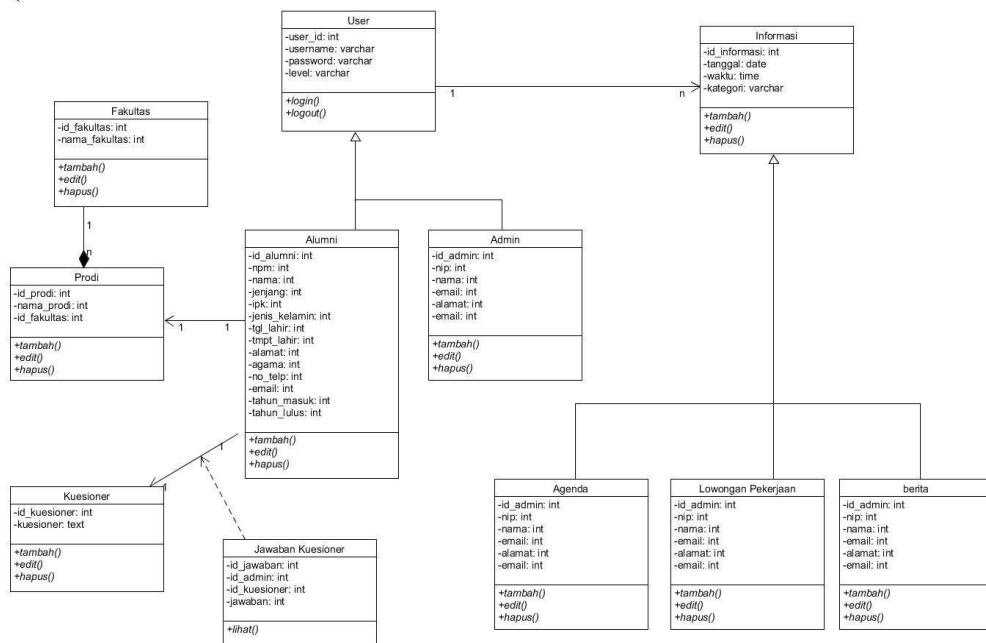 User
-user_id: int
-username: varchar
-password: varchar
-level: varchar
+login()
+logout()
1
n
Informasi
-id_informasi: int
-tanggal: date
-waktu: time
-kategori: varchar
+tambah()
+edit()
+hapus()
Fakultas
-id_fakultas: int
-nama_fakultas: int
+tambah()
+edit()
+hapus()
1
n
Prodi
-id_prodi: int
-nama_prodi: int
-id_fakultas: int
+tambah()
+edit()
+hapus()
1
1
Alumni
-id_alumni: int
-npm: int
-nama: int
-jenjang: int
-ipk: int
-jenis_kelamin: int
-tgl_lahir: int
-tmpt_lahir: int
-alamat: int
-agama: int
-no_telp: int
-email: int
-tahun_masuk: int
-tahun_lulus: int
+tambah()
+edit()
+hapus()
Admin
-id_admin: int
-nip: int
-nama: int
-email: int
-alamat: int
-email: int
+tambah()
+edit()
+hapus()
1
1
Kuesioner
-id_kuesioner: int
-kuesioner: text
+tambah()
+edit()
+hapus()
Jawaban Kuesioner
-id_jawaban: int
-id_admin: int
-id_kuesioner: int
-jawaban: int
+lihat()
Agenda
-id_admin: int
-nip: int
-nama: int
-email: int
-alamat: int
-email: int
+tambah()
+edit()
+hapus()
Lowongan Pekerjaan
-id_admin: int
-nip: int
-nama: int
-email: int
-alamat: int
-email: int
+tambah()
+edit()
+hapus()
berita
-id_admin: int
-nip: int
-nama: int
-email: int
-alamat: int
-email: int
+tambah()
+edit()
+hapus()